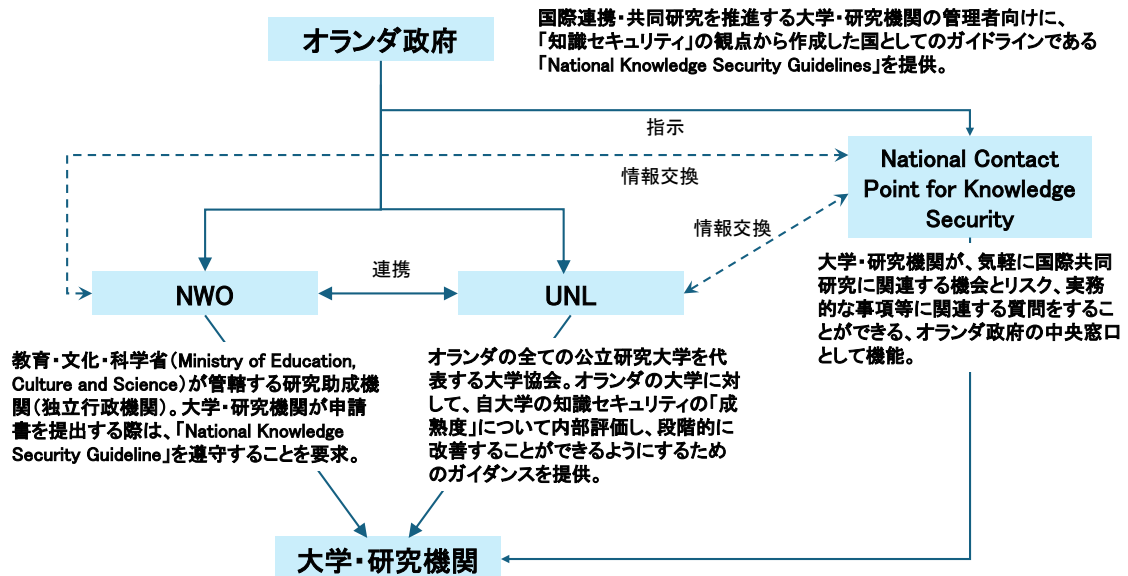 オランダ政府
国際連携・共同研究を推進する大学・研究機関の管理者向けに、
「知識セキュリティ」の観点から作成した国としてのガイドラインである
「National Knowledge Security Guidelines」を提供。
指示
情報交換
National Contact
Point for Knowledge
Security
情報交換
大学・研究機関が、気軽に国際共同
研究に関連する機会とリスク、実務
的な事項等に関連する質問をするこ
とができる、オランダ政府の中央窓口
として機能。
NWO
連携
UNL
教育・文化・科学省（Ministry of Education,
Culture and Science）が管轄する研究助成機
関（独立行政機関）。大学・研究機関が申請
書を提出する際は、「National Knowledge
Security Guideline」を遵守することを要求。
オランダの全ての公立研究大学を代
表する大学協会。オランダの大学に対
して、自大学の知識セキュリティの「成
熟度」について内部評価し、段階的に
改善することができるようにするため
のガイダンスを提供。
大学・研究機関